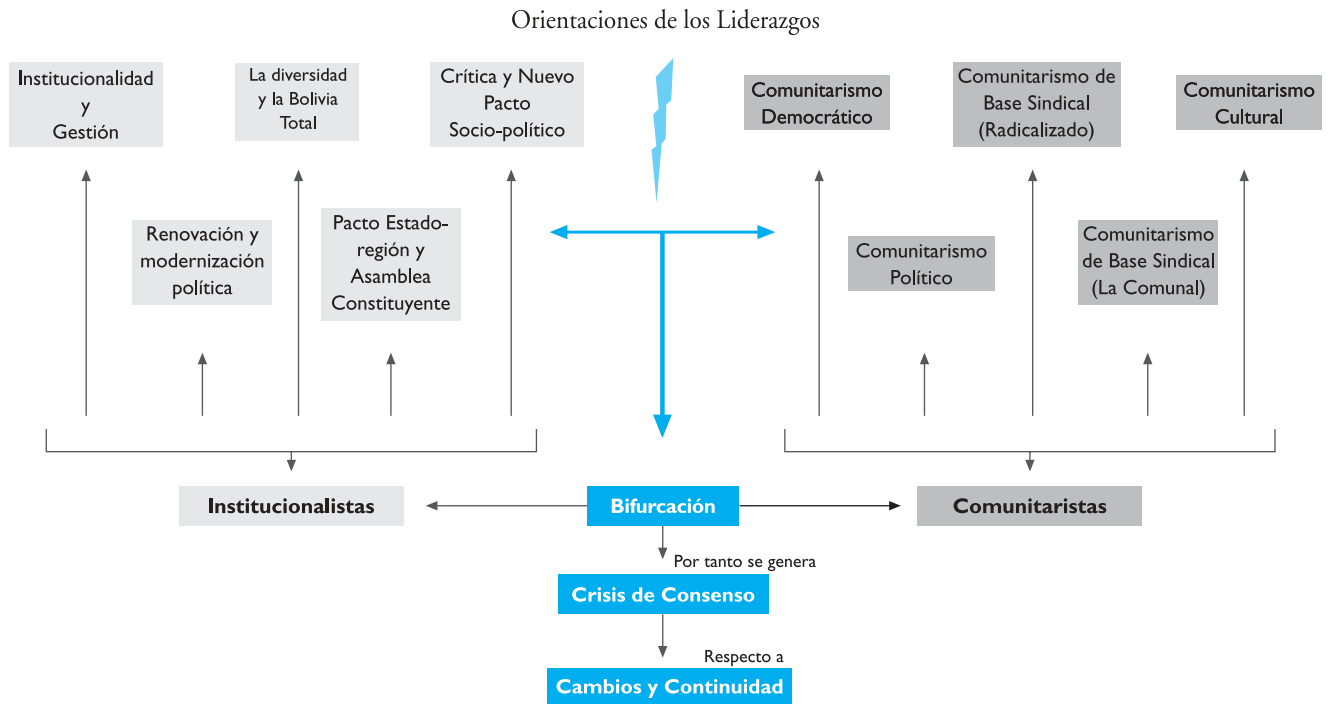 Orientaciones de los Liderazgos
Institucionalidad
y
Gestión
La diversidad
y la Bolivia
Total
Crítica y Nuevo
Pacto
Socio-político
Comunitarismo
Democrático
Comunitarismo de
Base Sindical
(Radicalizado)
Comunitarismo
Cultural
Renovación y
modernización
política
Pacto Estado-
región y
Asamblea
Constituyente
Comunitarismo
Político
Comunitarismo
de Base Sindical
(La Comunal)
Institucionalistas
Bifurcación
Comunitaristas
Por tanto se genera
Crisis de Consenso
Respecto a
Cambios y Continuidad